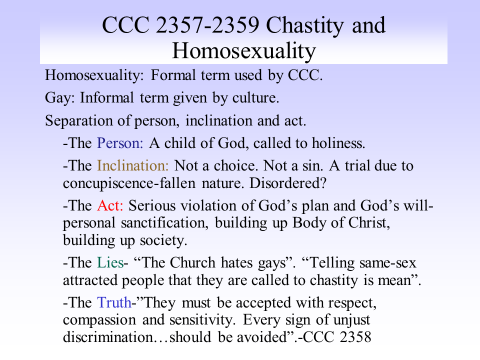 CCC 2357-2359 Chastity and
Homosexuality
Homosexuality: Formal term used by CCC.
Gay: Informal term given by culture.
Separation of person, inclination and act.
-The Person: A child of God, called to holiness.
-The Inclination: Not a choice. Not a sin. A trial due to
concupiscence-fallen nature. Disordered?
-The Act: Serious violation of God’s plan and God’s will-
personal sanctification, building up Body of Christ,
building up society.
-The Lies- “The Church hates gays”. “Telling same-sex
attracted people that they are called to chastity is mean”.
-The Truth-”They must be accepted with respect,
compassion and sensitivity. Every sign of unjust
discrimination…should be avoided”.-CCC 2358